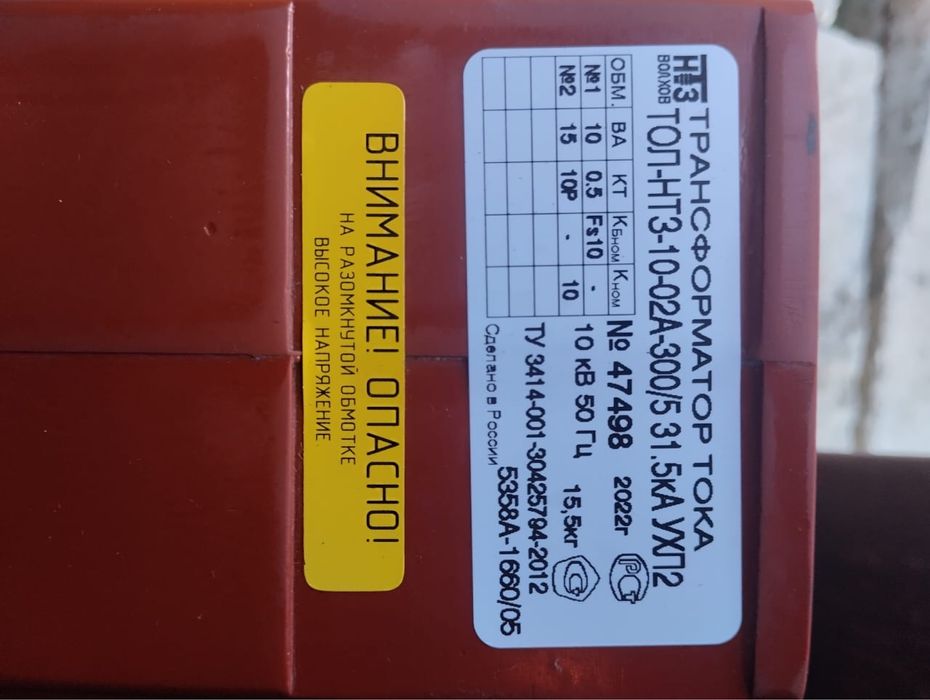 НТЗ ТРАНСФОРМАТОР ТОКА
ВОЛХОВ ТОЛ-НТЗ-10-02А-300/5 31.5кА УХП2
ОБМ. ВА КТ Кбном Кном
№1 10 0.5 Fs10 -
№2 15 10Р - 10
№ 47498 2022г
10 кВ 50 Гц 15,5кг
ТУ 3414-001-30425794-2012
Сделано в России 5358А-1660/05
ВНИМАНИЕ! ОПАСНО!
НА РАЗОМКНУТОЙ ОБМОТКЕ
ВЫСОКОЕ НАПРЯЖЕНИЕ